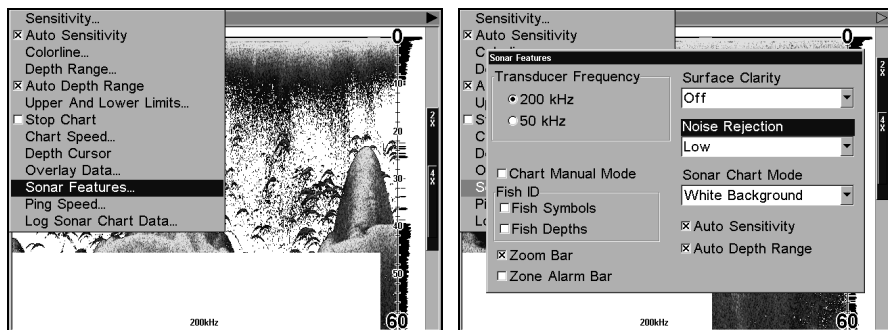 Sensitivity...
Auto Sensitivity
Colorline...
Depth Range...
Auto Depth Range
Upper And Lower Limits...
Stop Chart
Chart Speed...
Depth Cursor
Overlay Data...
Sonar Features...
Ping Speed...
Log Sonar Chart Data...
0
10
20
30
40
50
60
2X
4X
200kHz
Sensitivity...
Auto Sensitivity
Sonar Features
Transducer Frequency
200 kHz
50 kHz
Chart Manual Mode
Fish ID
Fish Symbols
Fish Depths
Zoom Bar
Zone Alarm Bar
Surface Clarity
Off
Noise Rejection
Low
Sonar Chart Mode
White Background
Auto Sensitivity
Auto Depth Range
0
2X
4X
200kHz
60